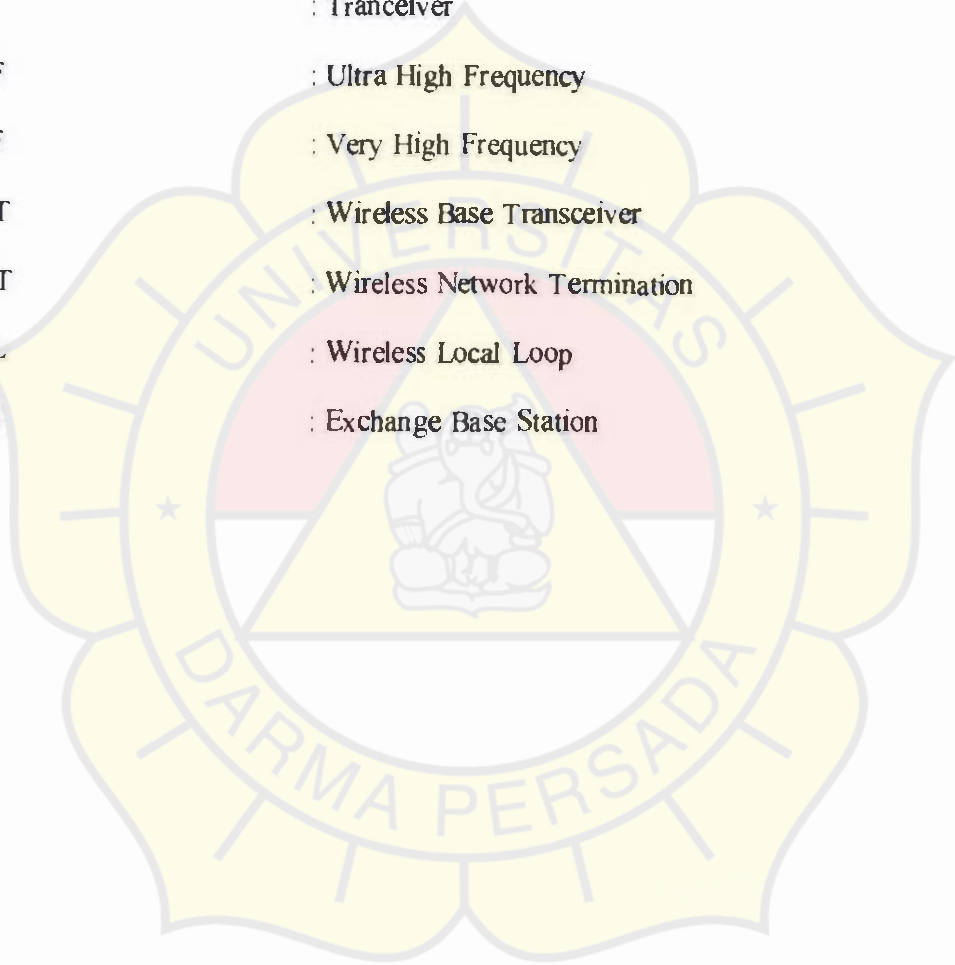 : Tranceiver
F : Ultra High Frequency
F : Very High Frequency
T : Wireless Base Transceiver
T : Wireless Network Termination
L : Wireless Local Loop
: Exchange Base Station
UNIVERSITAS
DARMA PERSADA